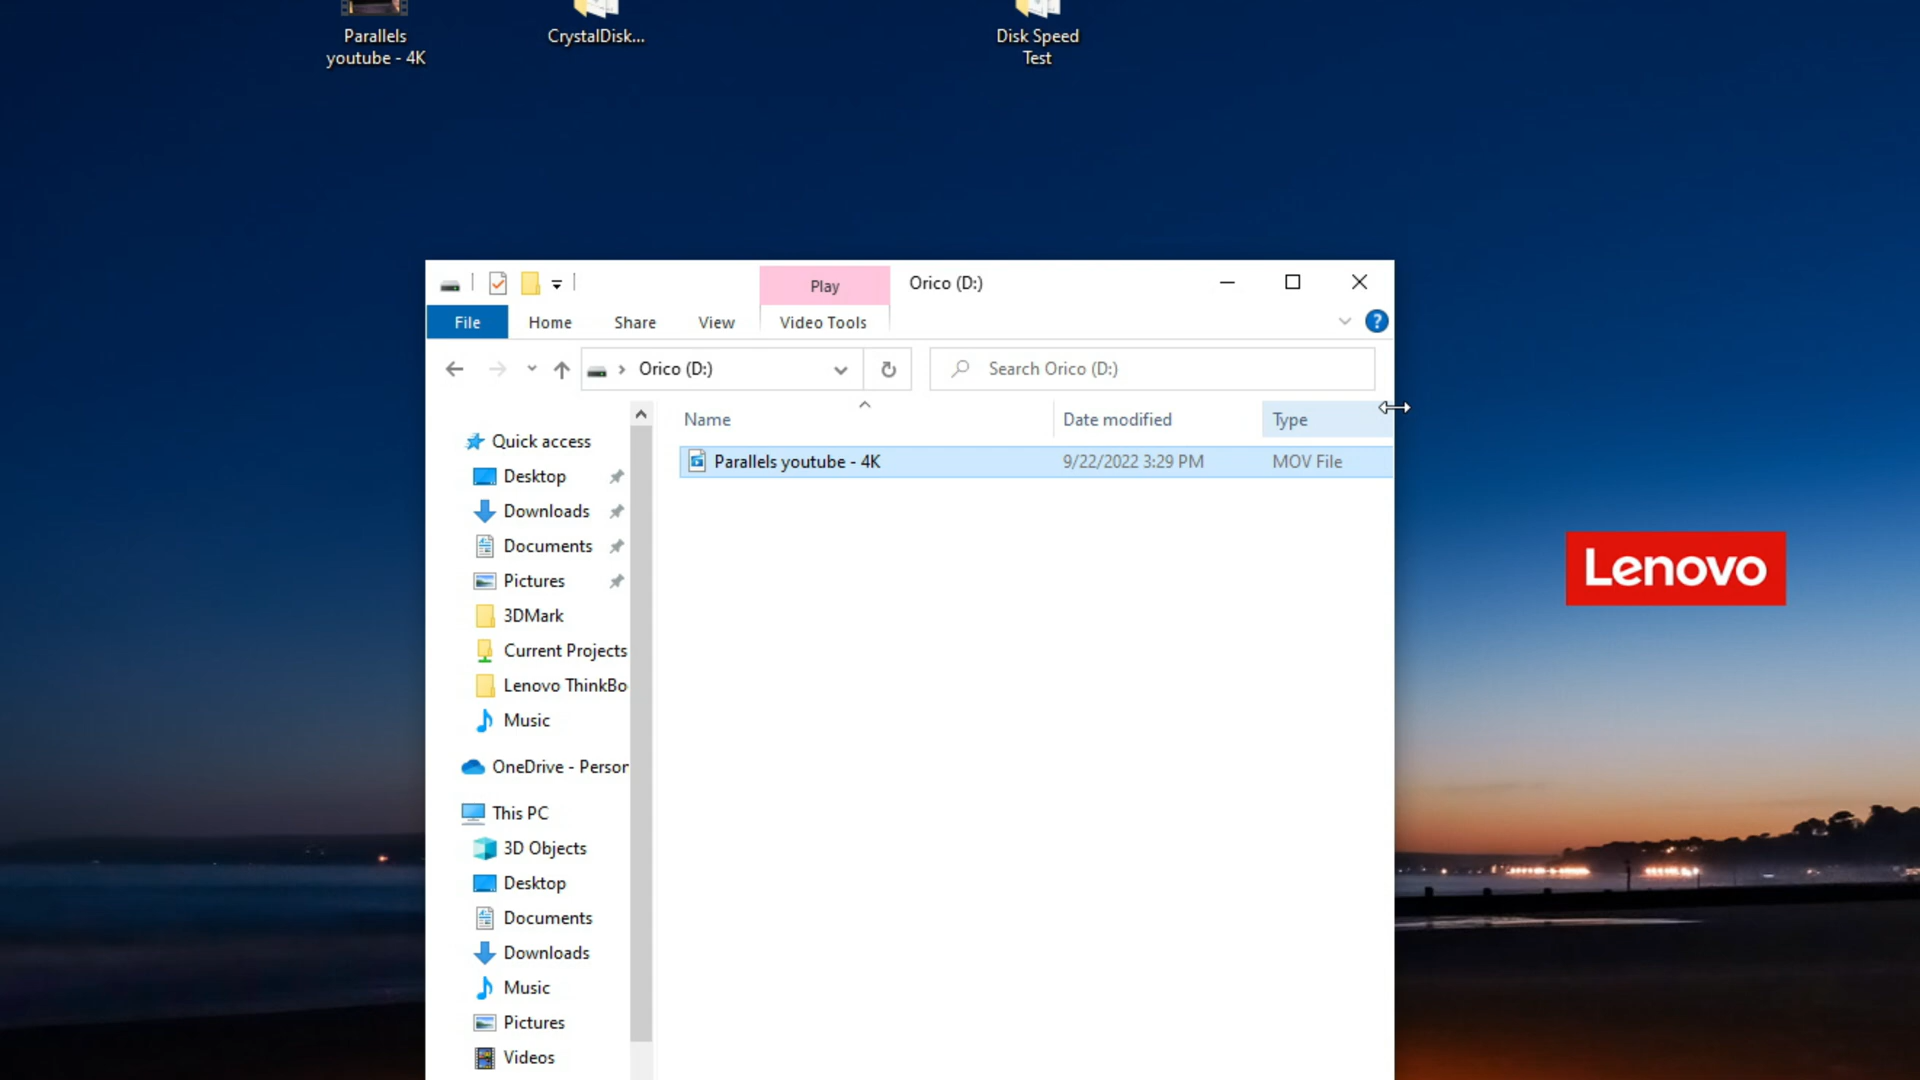 Parallels
youtube - 4K
CrystalDisk...
Disk Speed
Test
Play
Orico (D:)
File
Home
Share
View
Video Tools
?
Orico (D:)
Search Orico (D:)
Name
Date modified
Type
Parallels youtube - 4K
9/22/2022 3:29 PM
MOV File
Quick access
Desktop
Downloads
Documents
Pictures
3DMark
Current Projects
Lenovo ThinkBo
Music
OneDrive - Person
This PC
3D Objects
Desktop
Documents
Downloads
Music
Pictures
Videos
Lenovo